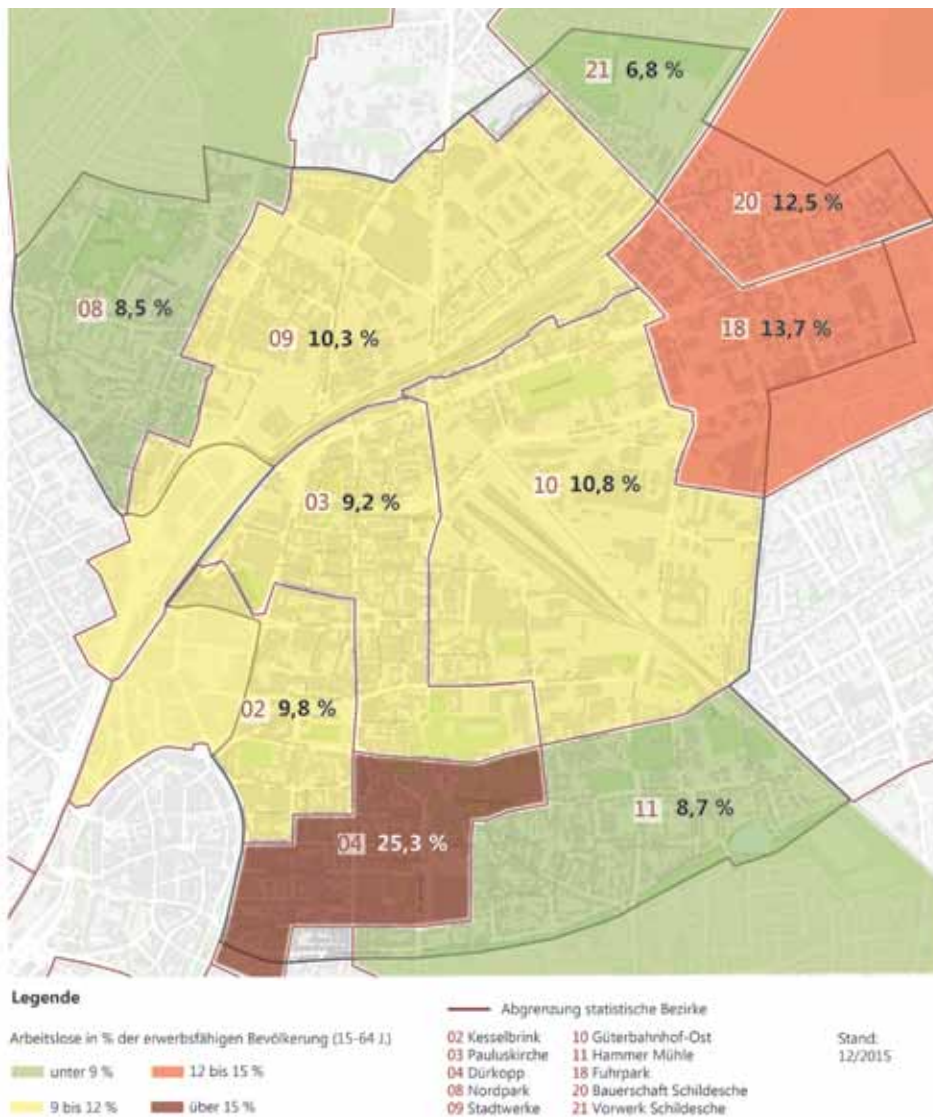 21 6,8 %
20 12,5 %
08 8,5 %
18 13,7 %
09 10,3 %
03 9,2 %
10 10,8 %
02 9,8 %
11 8,7 %
04 25,3 %
Legende
Arbeitslose in % der erwerbsfähigen Bevölkerung (15-64 J.)
unter 9 %
12 bis 15 %
9 bis 12 %
über 15 %
Abgrenzung statistische Bezirke
02 Kesselbrink
03 Pauluskirche
04 Dürkopp
08 Nordpark
09 Stadtwerke
10 Güterbahnhof-Ost
11 Hammer Mühle
18 Fuhrpark
20 Bauerschaft Schildesche
21 Vorwerk Schildesche
Stand:
12/2015